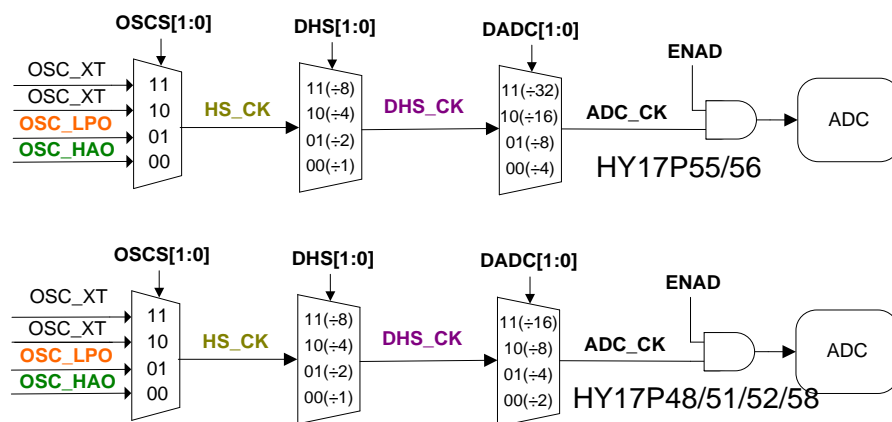 OSCS[1:0] DHS[1:0] DADC[1:0]
ENAD
OSC_XT 11 11(÷8) 11(÷32)
OSC_XT 10 HS_CK 10(÷4) DHS_CK 10(÷16) ADC_CK ADC
OSC_LPO 01 01(÷2) 01(÷8)
OSC_HAO 00 00(÷1) 00(÷4)
HY17P55/56
OSCS[1:0] DHS[1:0] DADC[1:0]
ENAD
OSC_XT 11 11(÷8) 11(÷16)
OSC_XT 10 HS_CK 10(÷4) DHS_CK 10(÷8) ADC_CK ADC
OSC_LPO 01 01(÷2) 01(÷4)
OSC_HAO 00 00(÷1) 00(÷2)
HY17P48/51/52/58